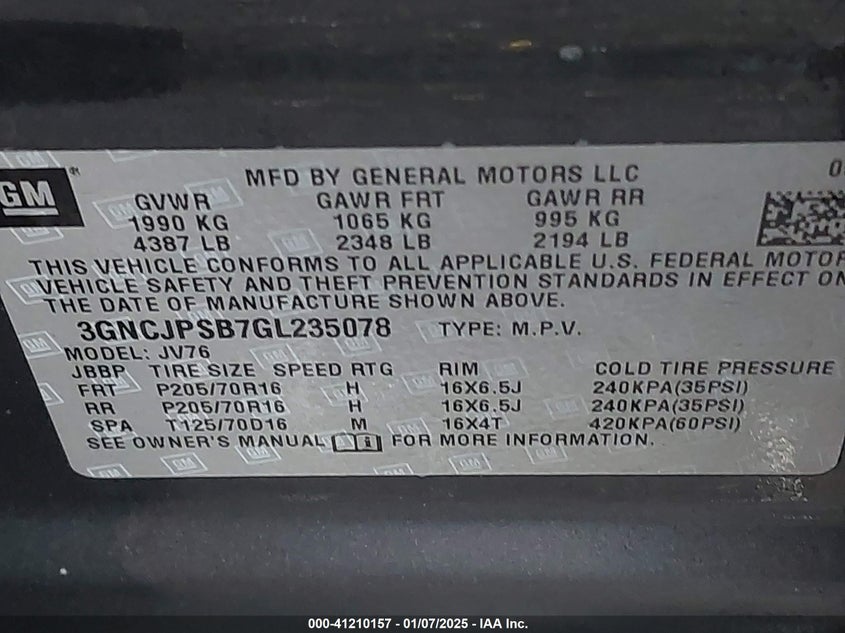 GM
MFD BY GENERAL MOTORS LLC
GVWR GAWR FRT GAWR RR
1990 KG 1065 KG 995 KG
4387 LB 2348 LB 2194 LB
THIS VEHICLE CONFORMS TO ALL APPLICABLE U.S. FEDERAL MOTOR
VEHICLE SAFETY AND THEFT PREVENTION STANDARDS IN EFFECT ON
THE DATE OF MANUFACTURE SHOWN ABOVE.
3GNCJPSB7GL235078 TYPE: M.P.V.
MODEL: JV76
JBBP TIRE SIZE SPEED RTG RIM COLD TIRE PRESSURE
FRT P205/70R16 H 16X6.5J 240KPA(35PSI)
RR P205/70R16 H 16X6.5J 240KPA(35PSI)
SPA T125/70D16 M 16X4T 420KPA(60PSI)
SEE OWNER'S MANUAL FOR MORE INFORMATION.
000-41210157 — 01/07/2025 — IAA Inc.